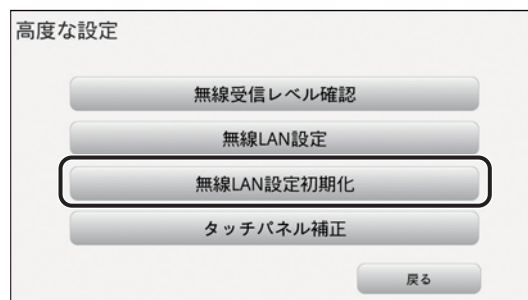 高度な設定
無線受信レベル確認
無線LAN設定
無線LAN設定初期化
タッチパネル補正
戻る